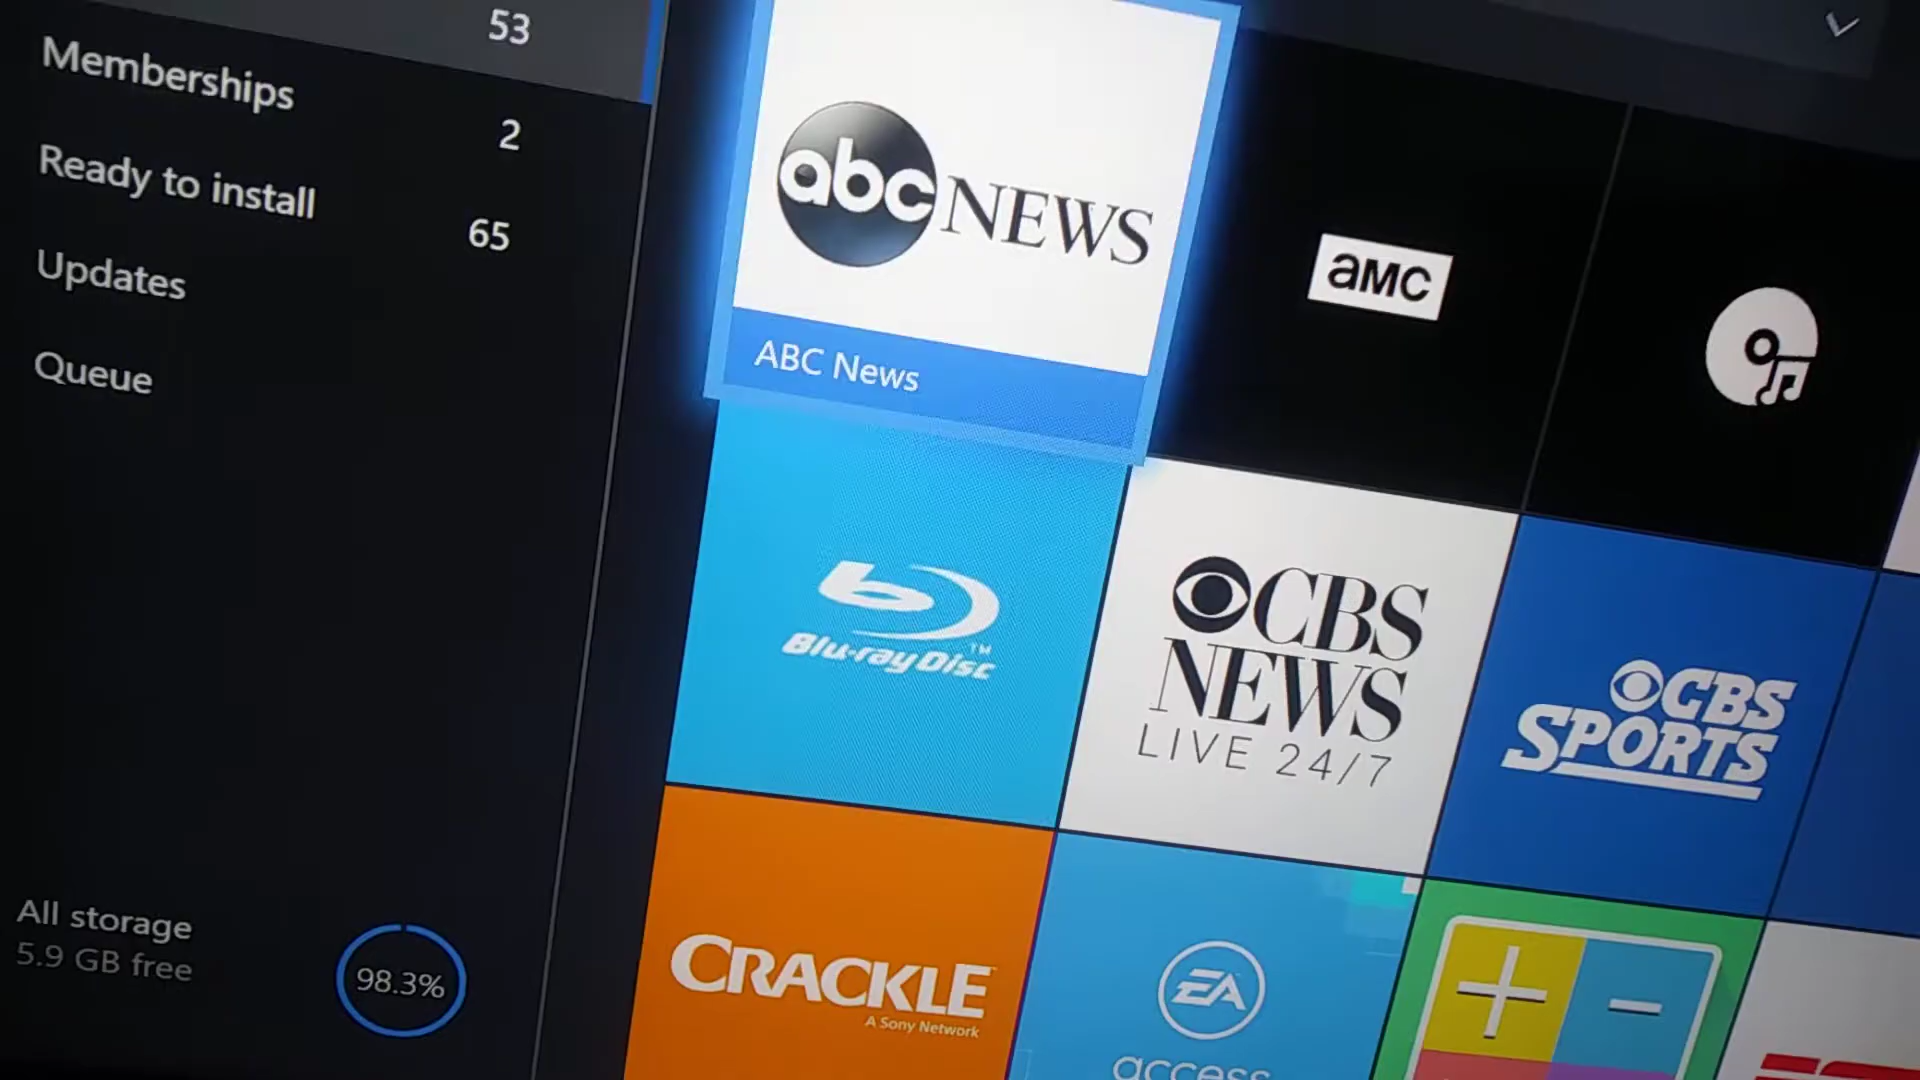 53
Memberships
2
Ready to install
65
Updates
Queue
All storage
5.9 GB free
98.3%
abc NEWS
ABC News
aMC
Blu-ray Disc
TM
CBS
NEWS
LIVE 24/7
CBS
SPORTS
CRACKLE
A Sony Network
EA
access